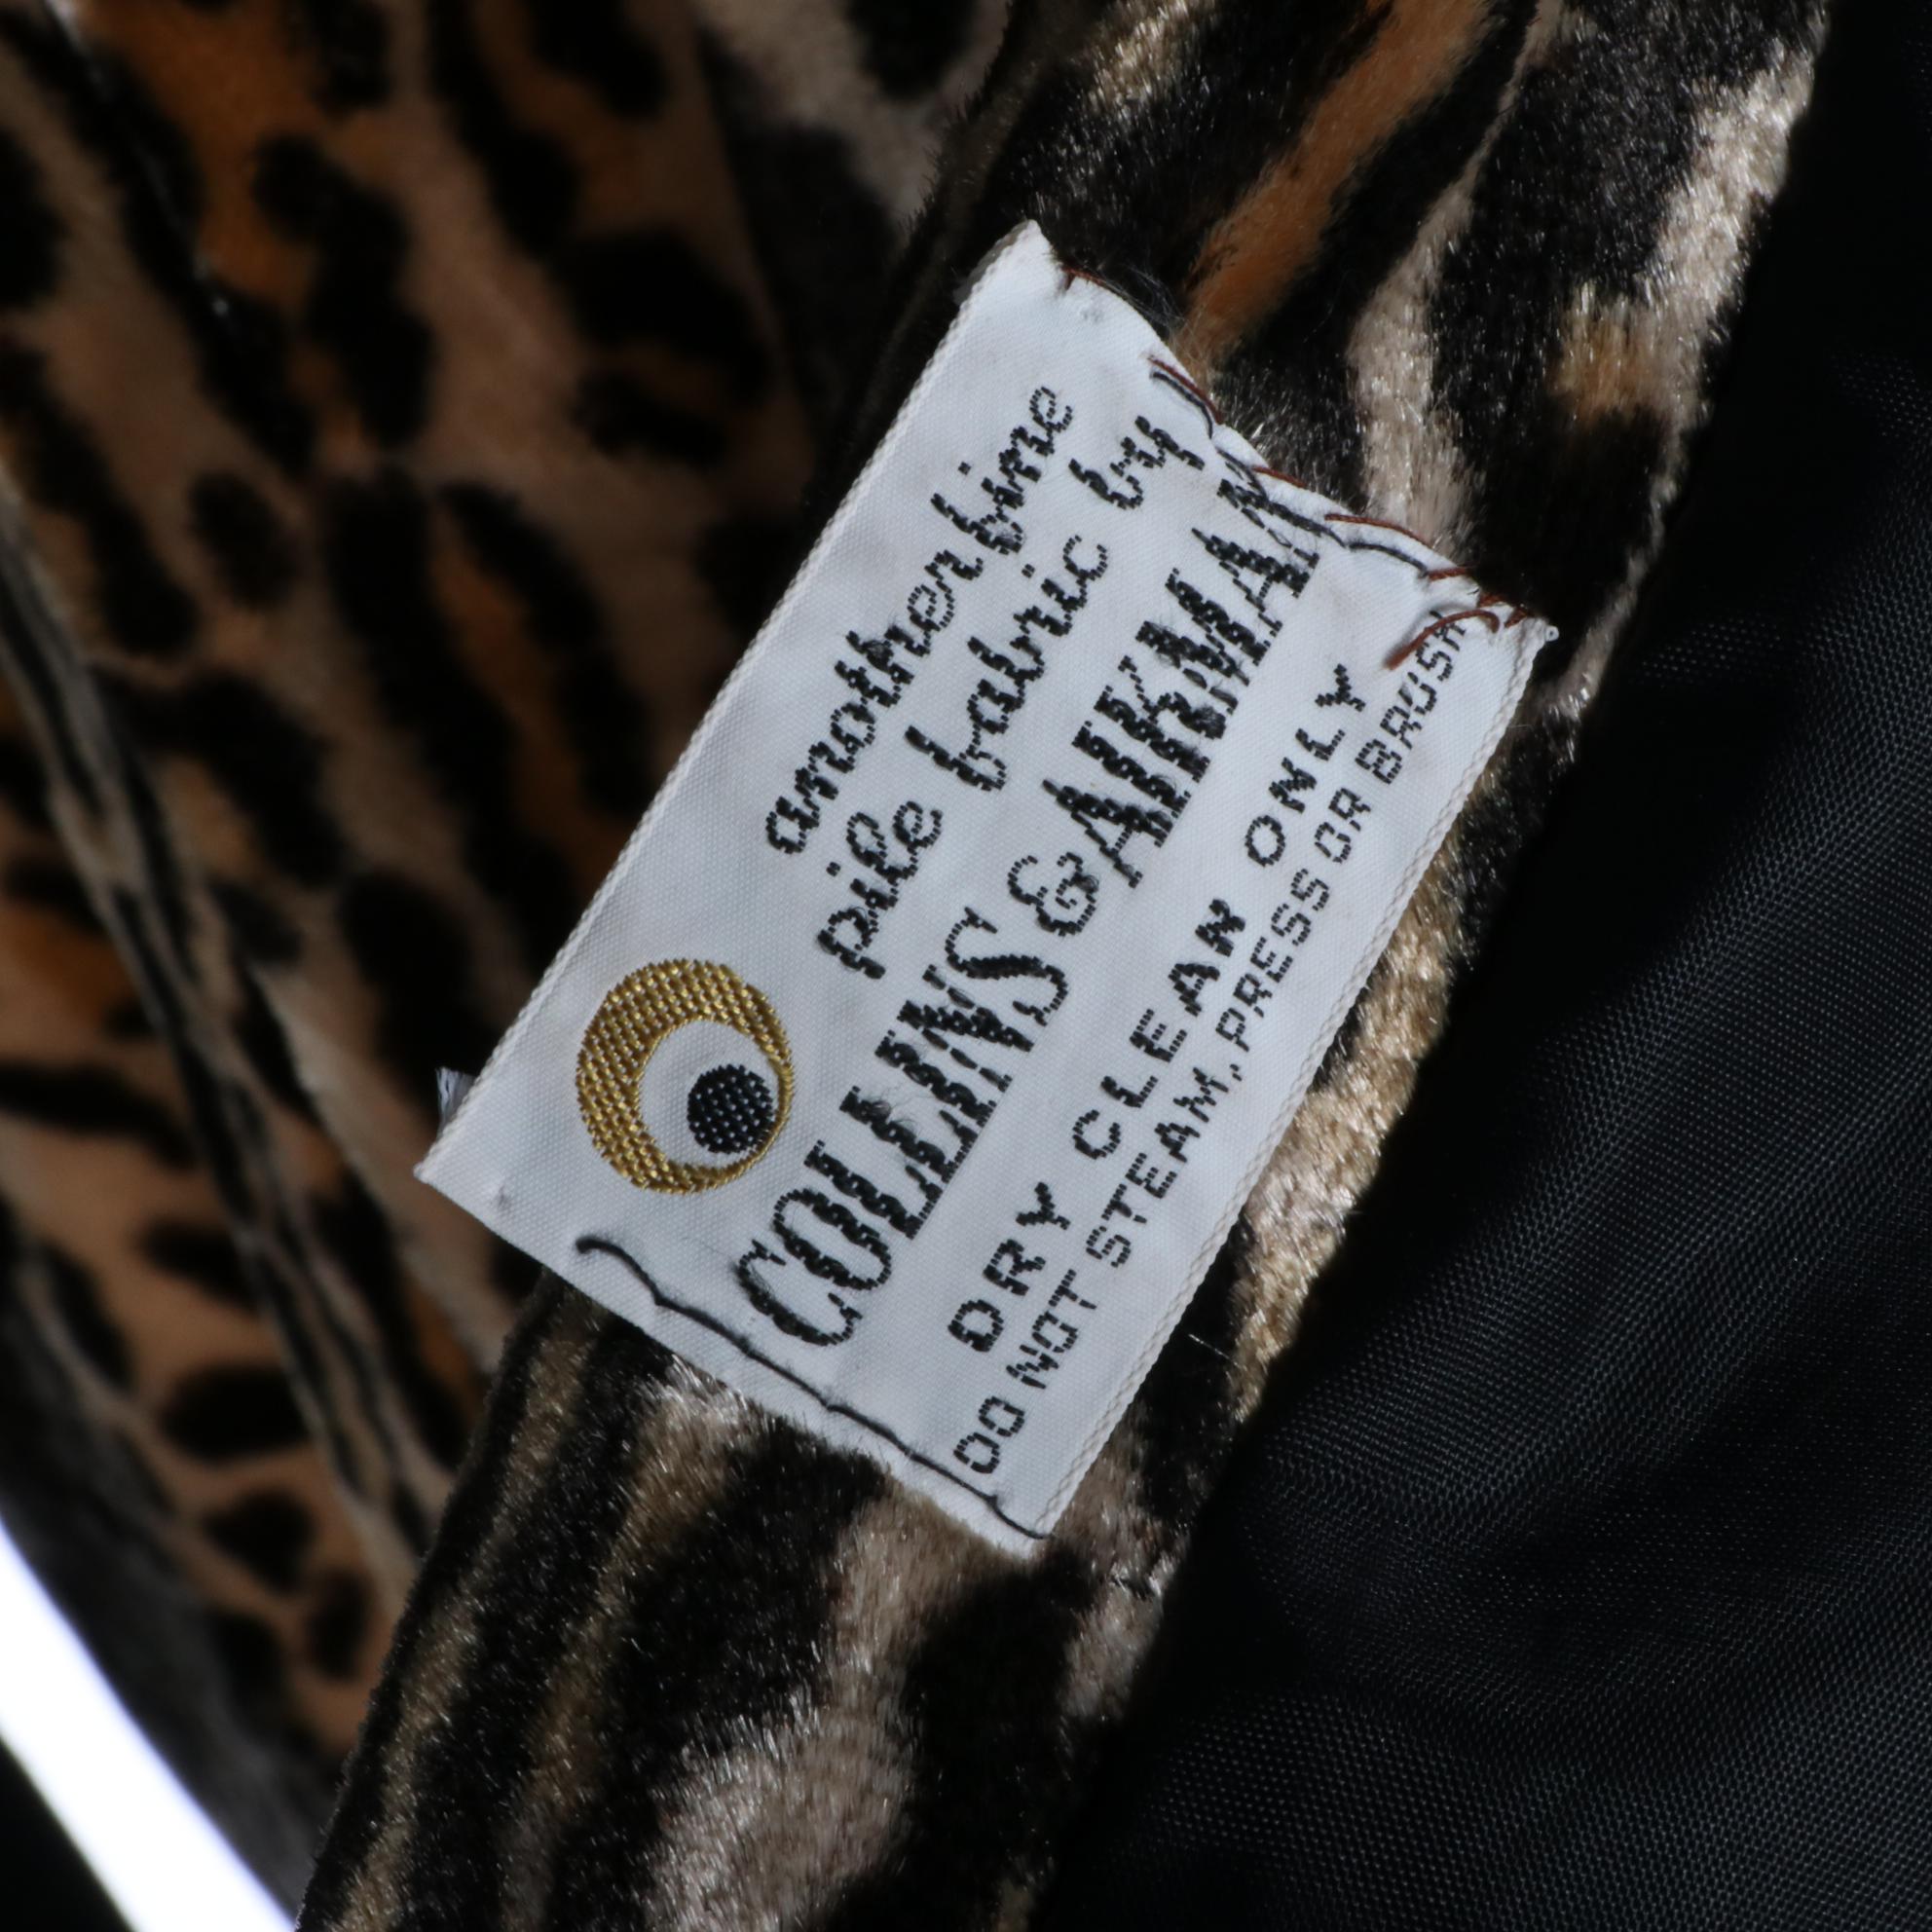 another fine
pile fabric by
COLLINS & AIKMAN
DRY CLEAN ONLY
DO NOT STEAM, PRESS OR BRUSH